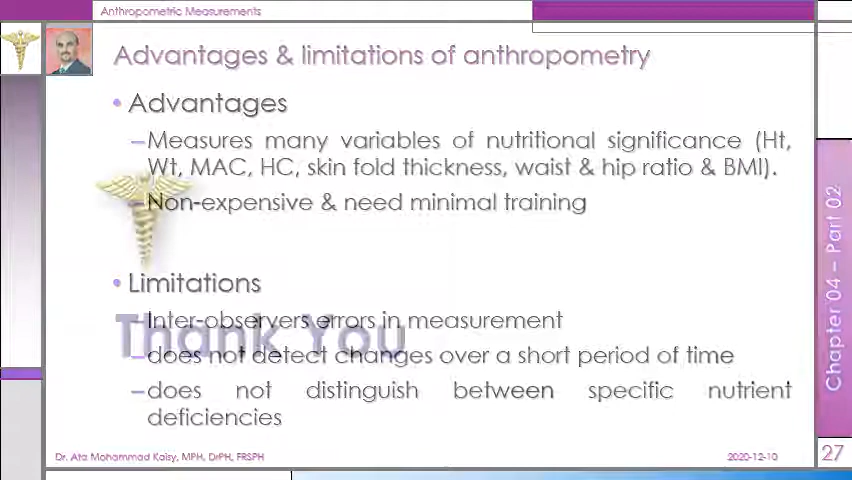 Anthropometric Measurements
Advantages & limitations of anthropometry
• Advantages
–Measures many variables of nutritional significance (Ht,
Wt, MAC, HC, skin fold thickness, waist & hip ratio & BMI).
–Non-expensive & need minimal training
• Limitations
–Inter-observers errors in measurement
Thank You
–does not detect changes over a short period of time
–does not distinguish between specific nutrient
deficiencies
Chapter 04 – Part 02
Dr. Ata Mohammad Kaisy, MPH, DrPH, FRSPH
2020-12-10
27